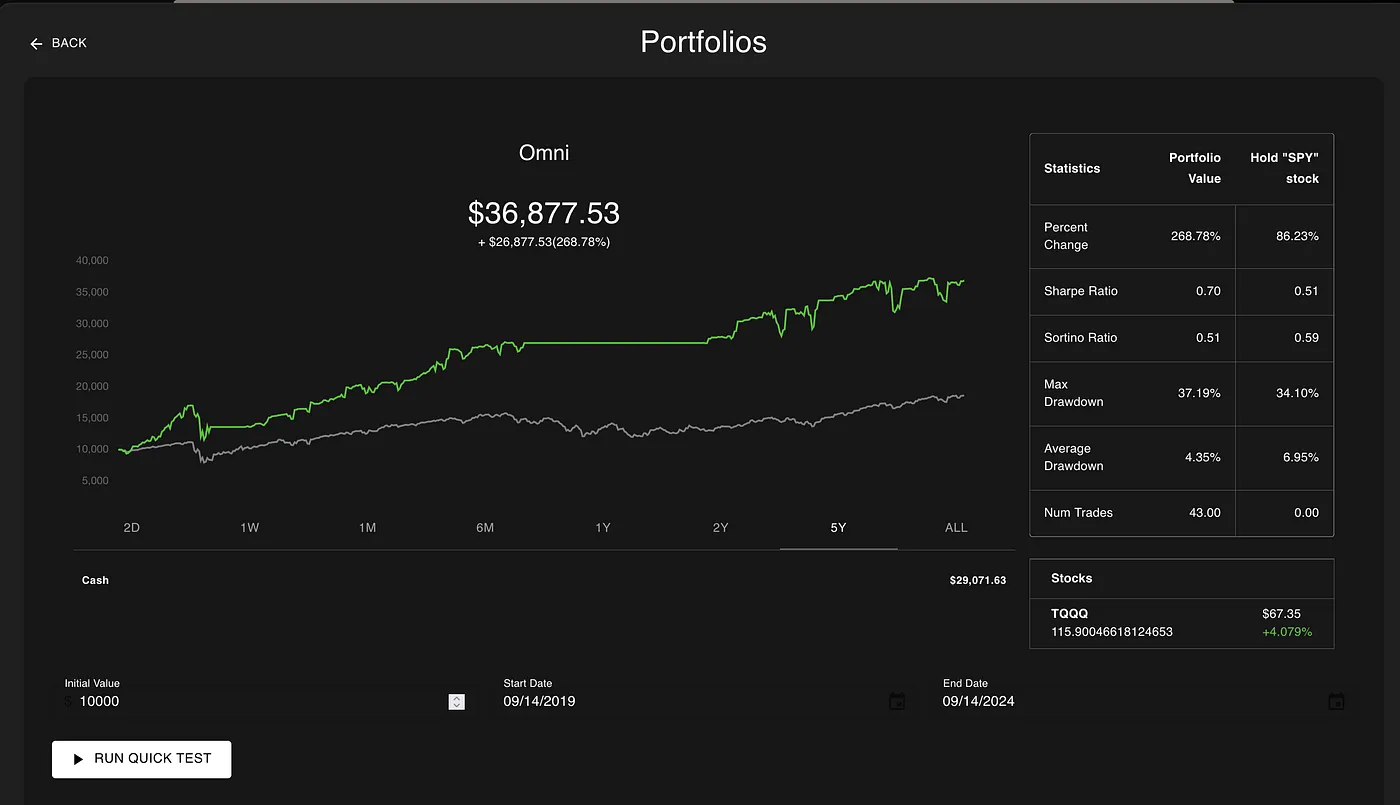 BACK
Portfolios
Omni
$36,877.53
+ $26,877.53(268.78%)
40,000
35,000
30,000
25,000
20,000
15,000
10,000
5,000
2D 1W 1M 6M 1Y 2Y 5Y ALL
Cash $29,071.63
Statistics Portfolio Value Hold "SPY" stock
Percent Change 268.78% 86.23%
Sharpe Ratio 0.70 0.51
Sortino Ratio 0.51 0.59
Max Drawdown 37.19% 34.10%
Average Drawdown 4.35% 6.95%
Num Trades 43.00 0.00
Stocks
TQQQ $67.35
115.90046618124653 +4.079%
Initial Value Start Date End Date
$ 10000 09/14/2019 09/14/2024
RUN QUICK TEST